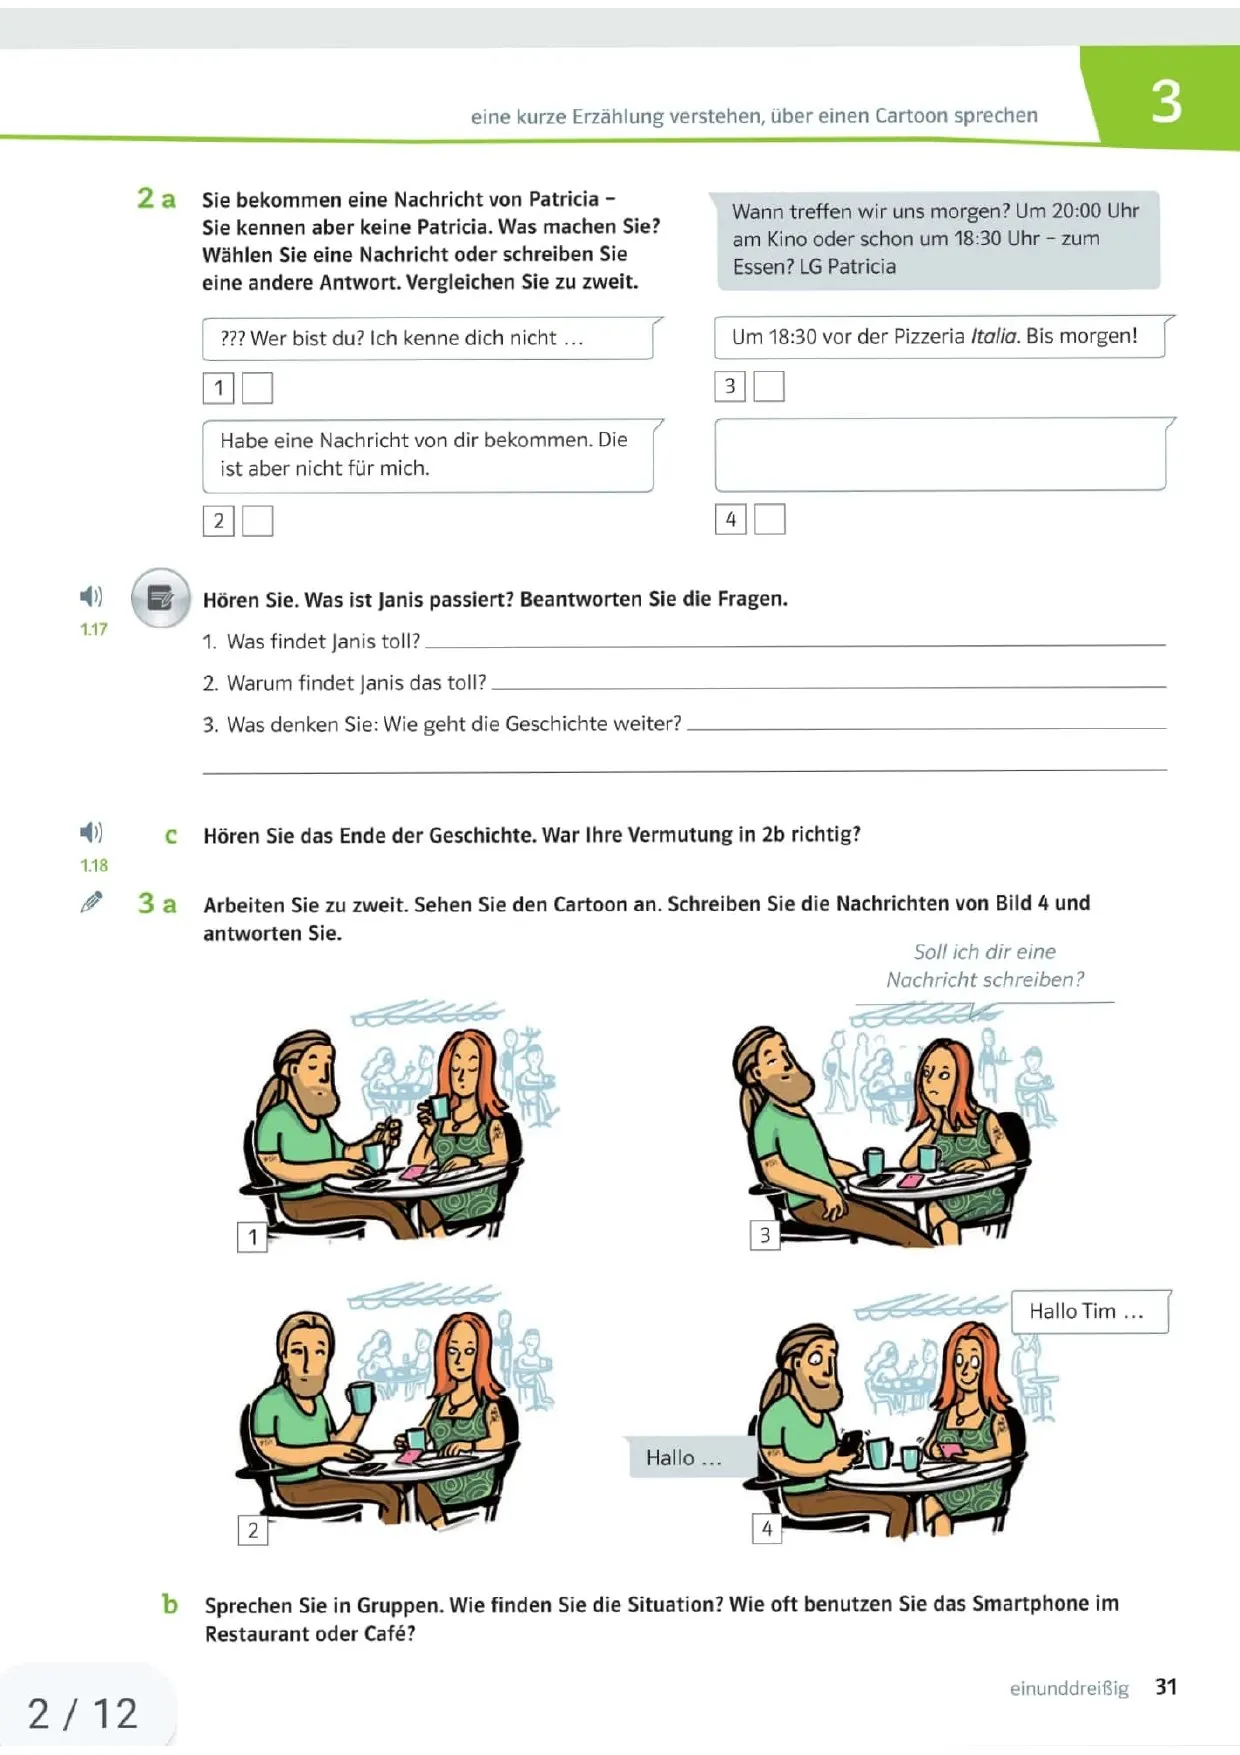 eine kurze Erzählung verstehen, über einen Cartoon sprechen
3
2 a
Sie bekommen eine Nachricht von Patricia –
Sie kennen aber keine Patricia. Was machen Sie?
Wählen Sie eine Nachricht oder schreiben Sie
eine andere Antwort. Vergleichen Sie zu zweit.
Wann treffen wir uns morgen? Um 20:00 Uhr
am Kino oder schon um 18:30 Uhr – zum
Essen? LG Patricia
??? Wer bist du? Ich kenne dich nicht ...
1
Um 18:30 vor der Pizzeria Italia. Bis morgen!
3
Habe eine Nachricht von dir bekommen. Die
ist aber nicht für mich.
2
4
1.17
Hören Sie. Was ist Janis passiert? Beantworten Sie die Fragen.
1. Was findet Janis toll?
2. Warum findet Janis das toll?
3. Was denken Sie: Wie geht die Geschichte weiter?
1.18
c Hören Sie das Ende der Geschichte. War Ihre Vermutung in 2b richtig?
3 a Arbeiten Sie zu zweit. Sehen Sie den Cartoon an. Schreiben Sie die Nachrichten von Bild 4 und
antworten Sie.
Soll ich dir eine
Nachricht schreiben?
1
3
Hallo Tim ...
Hallo ...
2
4
b Sprechen Sie in Gruppen. Wie finden Sie die Situation? Wie oft benutzen Sie das Smartphone im
Restaurant oder Café?
einunddreißig 31
2 / 12